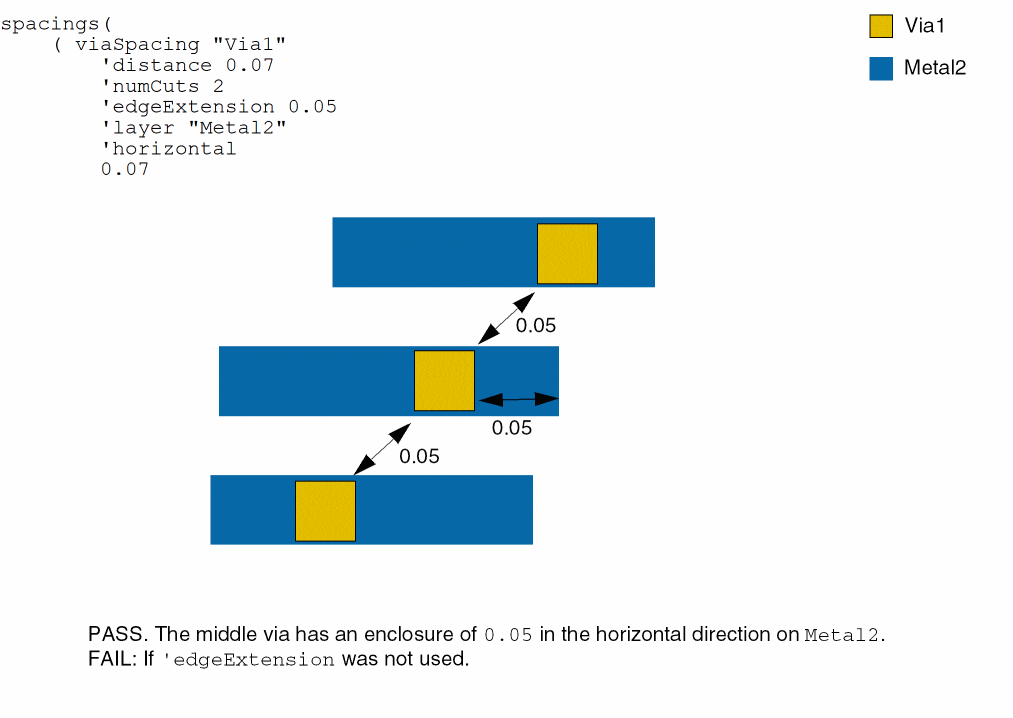 spacings(
( viaSpacing "Via1"
'distance 0.07
'numCuts 2
'edgeExtension 0.05
'layer "Metal2"
'horizontal
0.07
Via1
Metal2
0.05
0.05
0.05
PASS. The middle via has an enclosure of 0.05 in the horizontal direction on Metal2.
FAIL: If 'edgeExtension was not used.